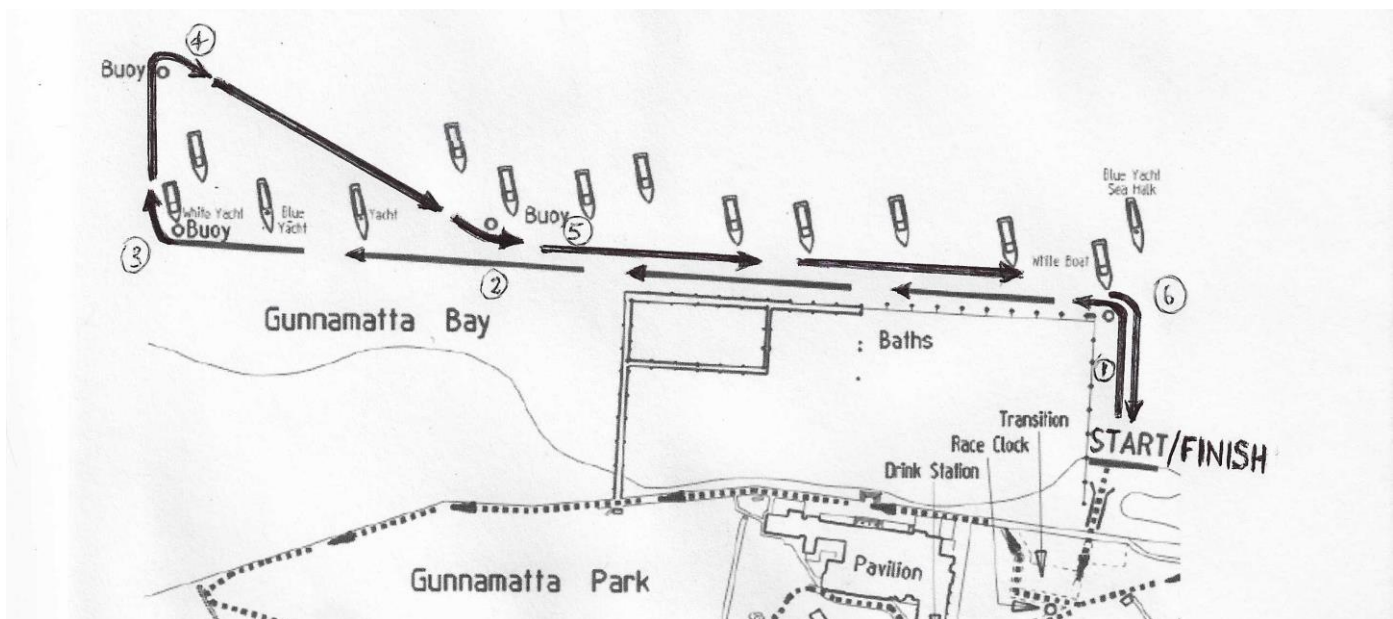 4
Buoy
Blue Yacht
Sea Halk
White Yacht
Buoy
Blue
Yacht
Yacht
Buoy
5
3
2
White Boat
6
Gunnamatta Bay
Baths
1
Transition
START/FINISH
Race Clock
Drink Station
Gunnamatta Park
Pavilion